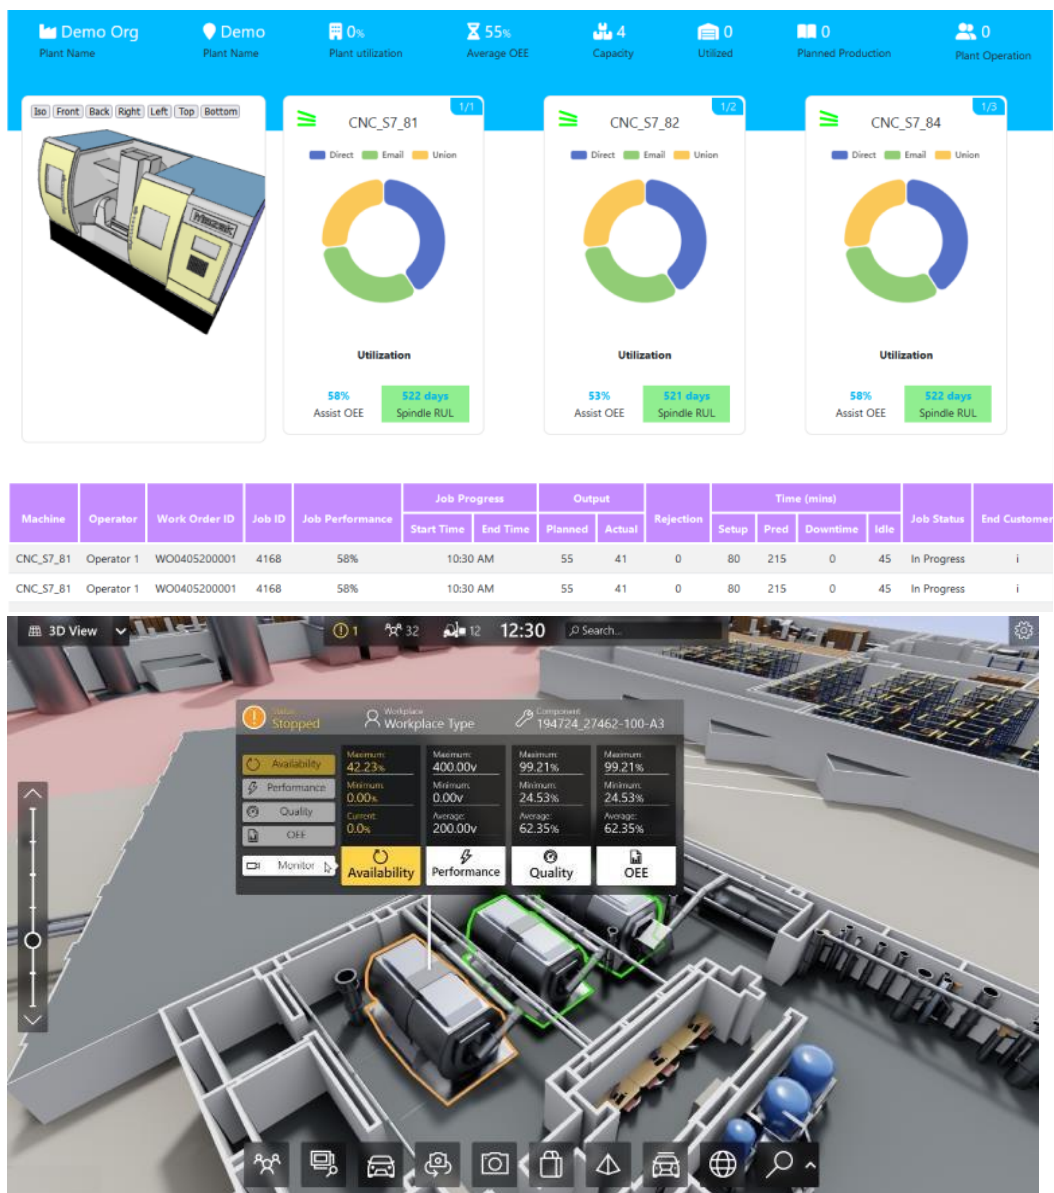 Demo Org
Demo
0%
55%
4
0
0
0
Plant Name
Plant Name
Plant utilization
Average OEE
Capacity
Utilized
Planned Production
Plant Operation
Iso Front Back Right Left Top Bottom
Mazak
1/1
CNC_S7_81
Direct Email Union
Utilization
58%
Assist OEE
522 days
Spindle RUL
1/2
CNC_S7_82
Direct Email Union
Utilization
53%
Assist OEE
521 days
Spindle RUL
1/3
CNC_S7_84
Direct Email Union
Utilization
58%
Assist OEE
522 days
Spindle RUL
Machine Operator Work Order ID Job ID Job Performance Job Progress Output Rejection Time (mins) Job Status End Customer
Start Time End Time Planned Actual Setup Pred Downtime Idle
CNC_S7_81 Operator 1 WO0405200001 4168 58% 10:30 AM 55 41 0 80 215 0 45 In Progress i
CNC_S7_81 Operator 1 WO0405200001 4168 58% 10:30 AM 55 41 0 80 215 0 45 In Progress i
3D View
1
32
12
12:30
Search...
Status
Stopped
Workplace
Workplace Type
Component
194724_27462-100-A3
Availability
Performance
Quality
OEE
Monitor
Maximum:
42.23%
Minimum:
0.00%
Current:
0.0%
Availability
Maximum:
400.00v
Minimum:
0.00v
Average:
200.00v
Performance
Maximum:
99.21%
Minimum:
24.53%
Average:
62.35%
Quality
Maximum:
99.21%
Minimum:
24.53%
Average:
62.35%
OEE